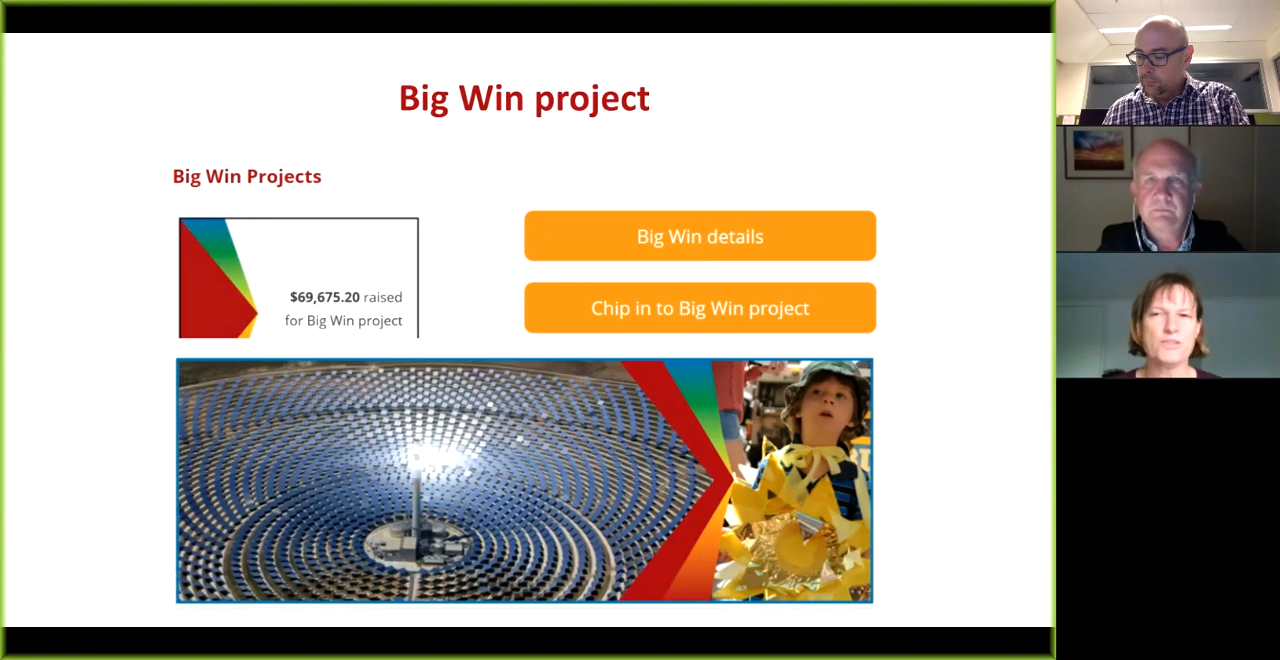 Big Win project
Big Win Projects
$69,675.20 raised
for Big Win project
Big Win details
Chip in to Big Win project